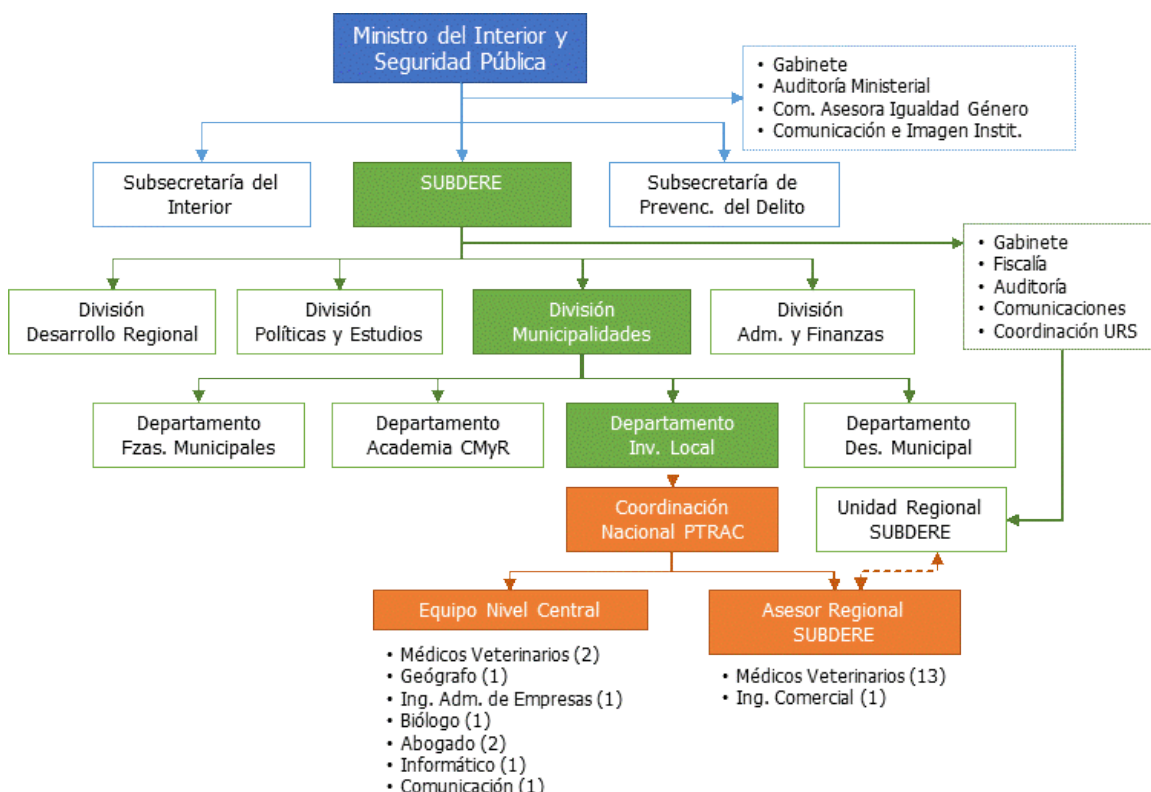 Ministro del Interior y
Seguridad Pública
• Gabinete
• Auditoría Ministerial
• Com. Asesora Igualdad Género
• Comunicación e Imagen Instit.
Subsecretaría del
Interior
SUBDERE
Subsecretaría de
Prevenc. del Delito
• Gabinete
• Fiscalía
• Auditoría
• Comunicaciones
• Coordinación URS
División
Desarrollo Regional
División
Políticas y Estudios
División
Municipalidades
División
Adm. y Finanzas
Departamento
Fzas. Municipales
Departamento
Academia CMyR
Departamento
Inv. Local
Departamento
Des. Municipal
Coordinación
Nacional PTRAC
Unidad Regional
SUBDERE
Equipo Nivel Central
• Médicos Veterinarios (2)
• Geógrafo (1)
• Ing. Adm. de Empresas (1)
• Biólogo (1)
• Abogado (2)
• Informático (1)
• Comunicación (1)
Asesor Regional
SUBDERE
• Médicos Veterinarios (13)
• Ing. Comercial (1)